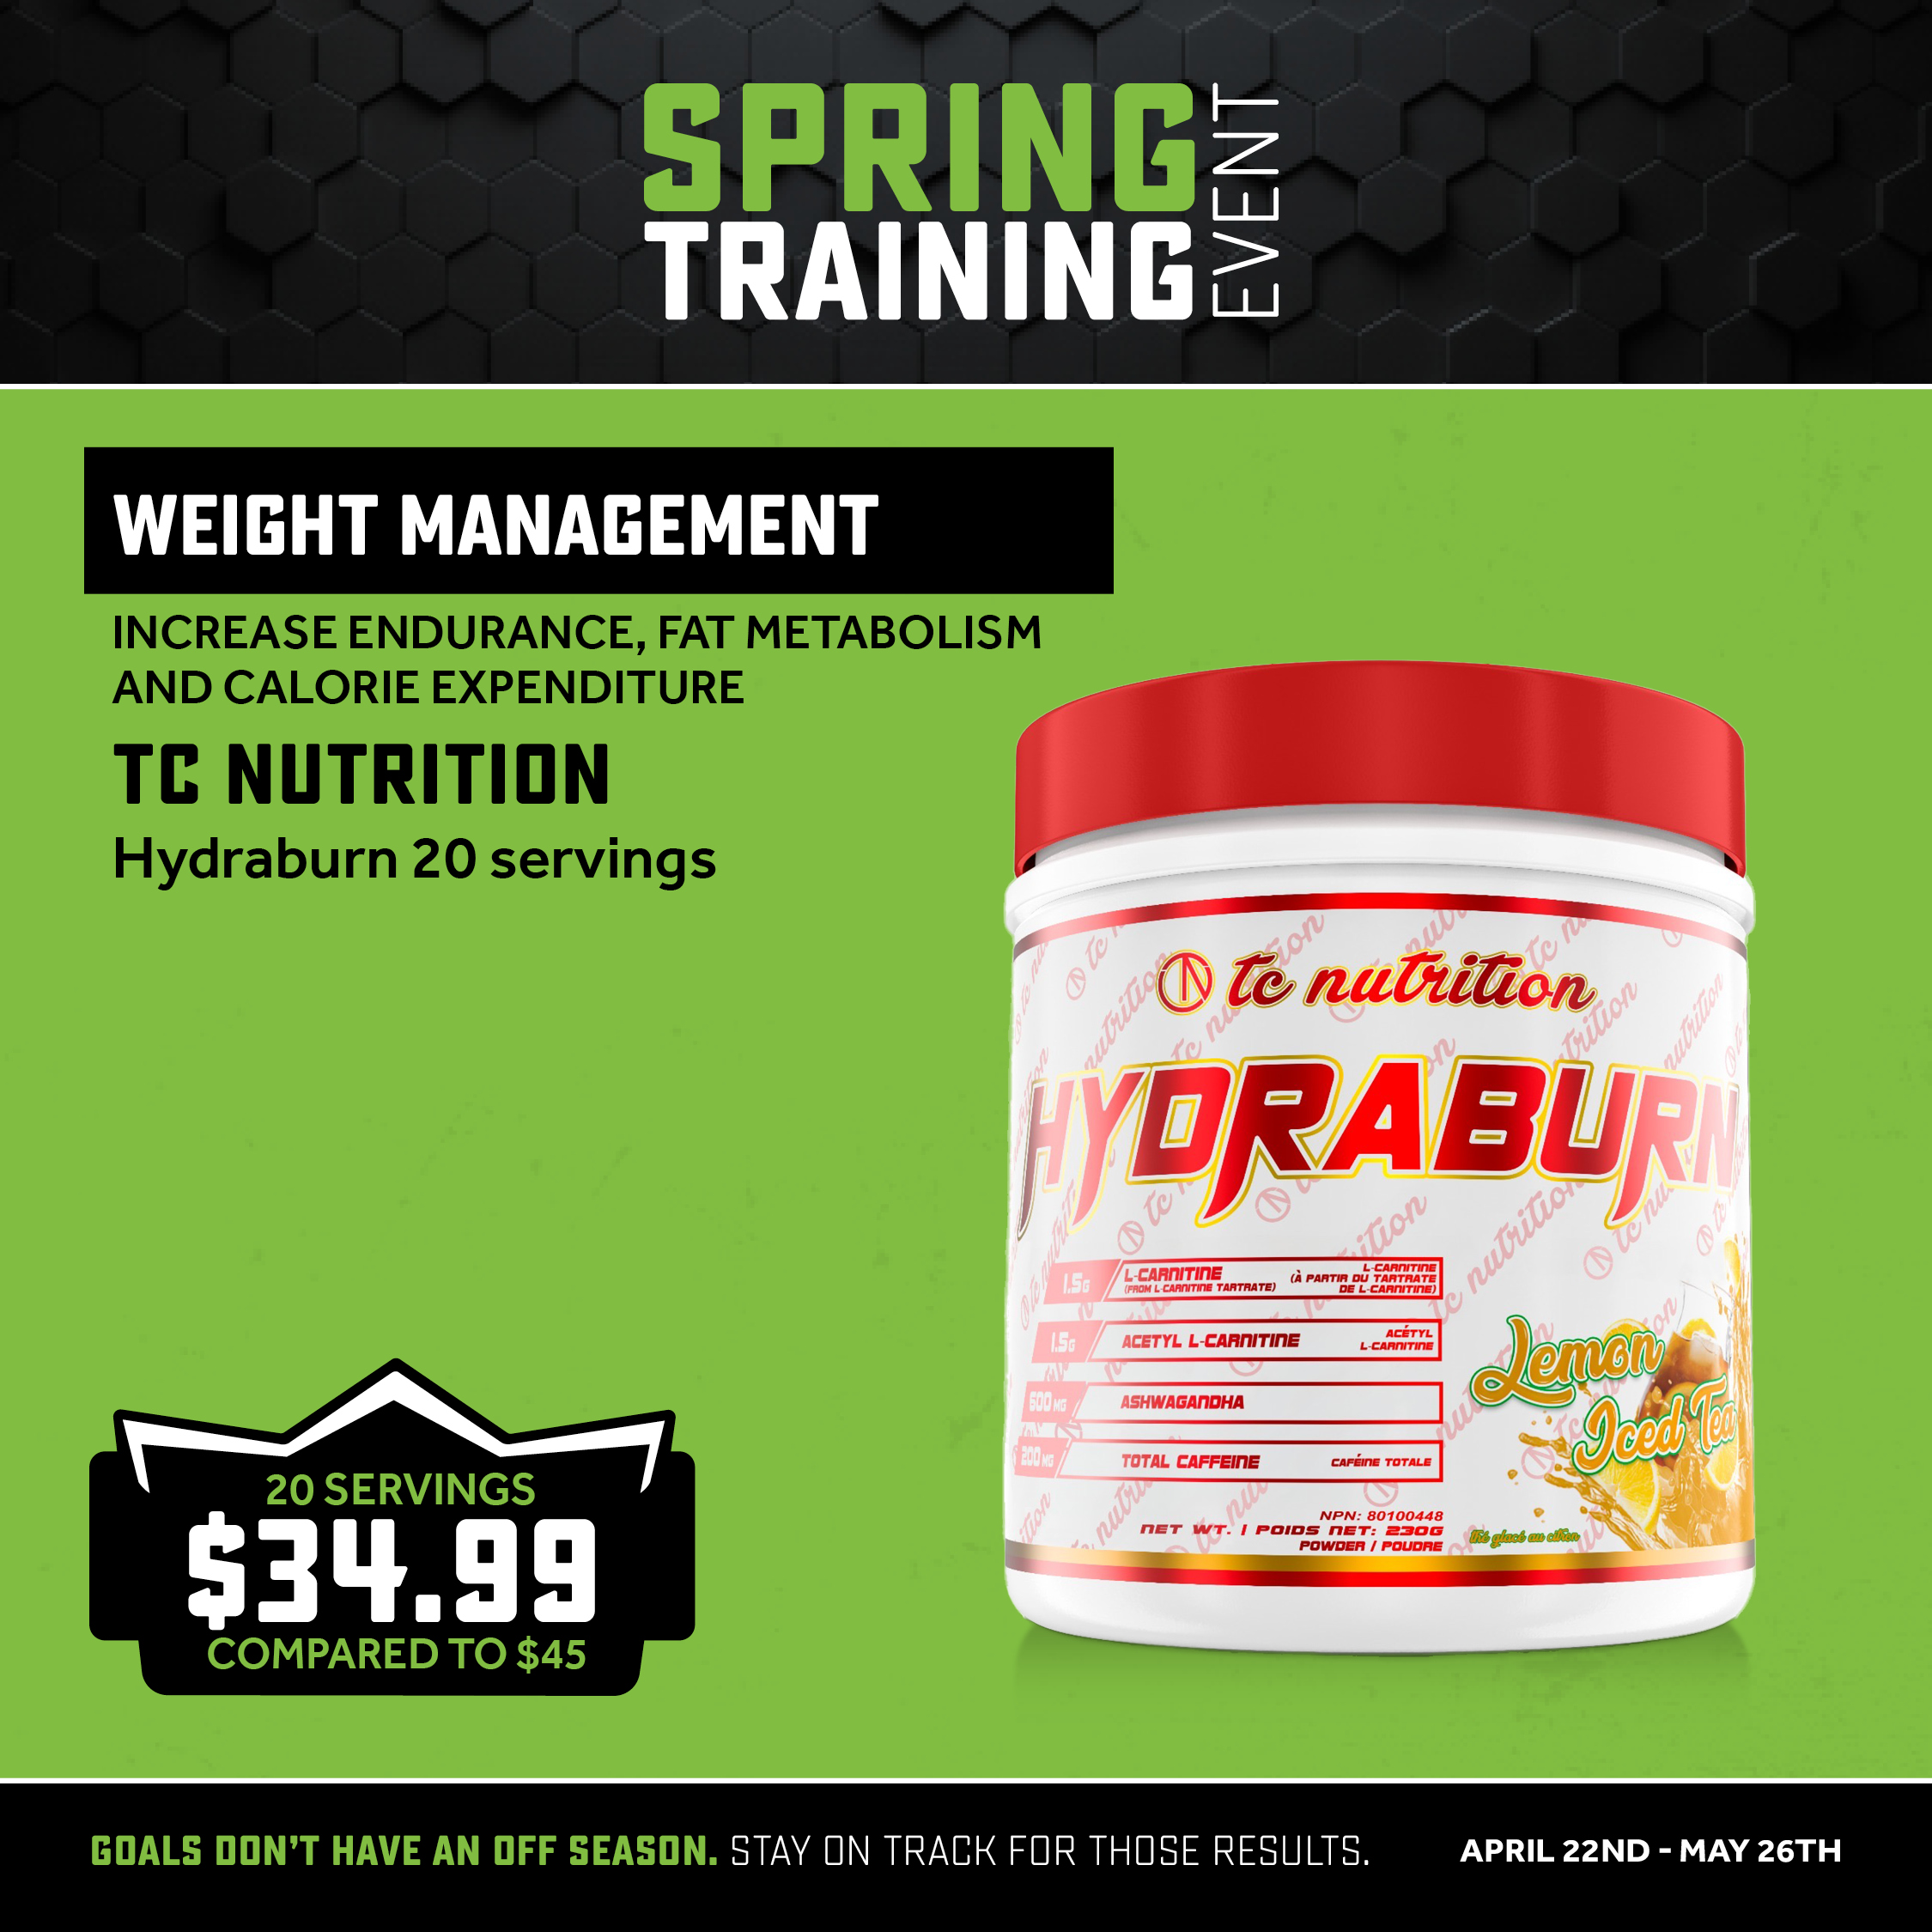 SPRING
TRAINING
EVENT
WEIGHT MANAGEMENT
INCREASE ENDURANCE, FAT METABOLISM
AND CALORIE EXPENDITURE
TC NUTRITION
Hydraburn 20 servings
tc nutrition
HYDRABURN
1.5G L-CARNITINE
(FROM L CARNITINE TARTRATE)
L-CARNITINE
(À PARTIR DU TARTRATE
DE L-CARNITINE)
1.5G ACETYL L-CARNITINE
ACÉTYL
L-CARNITINE
600 MG ASHWAGANDHA
200 MG TOTAL CAFFEINE CAFÉINE TOTALE
Lemon
Iced Tea
thé glacé au citron
NPN: 80100448
NET WT. | POIDS NET: 230G
POWDER / POUDRE
20 SERVINGS
$34.99
COMPARED TO $45
GOALS DON'T HAVE AN OFF SEASON. STAY ON TRACK FOR THOSE RESULTS.
APRIL 22ND - MAY 26TH